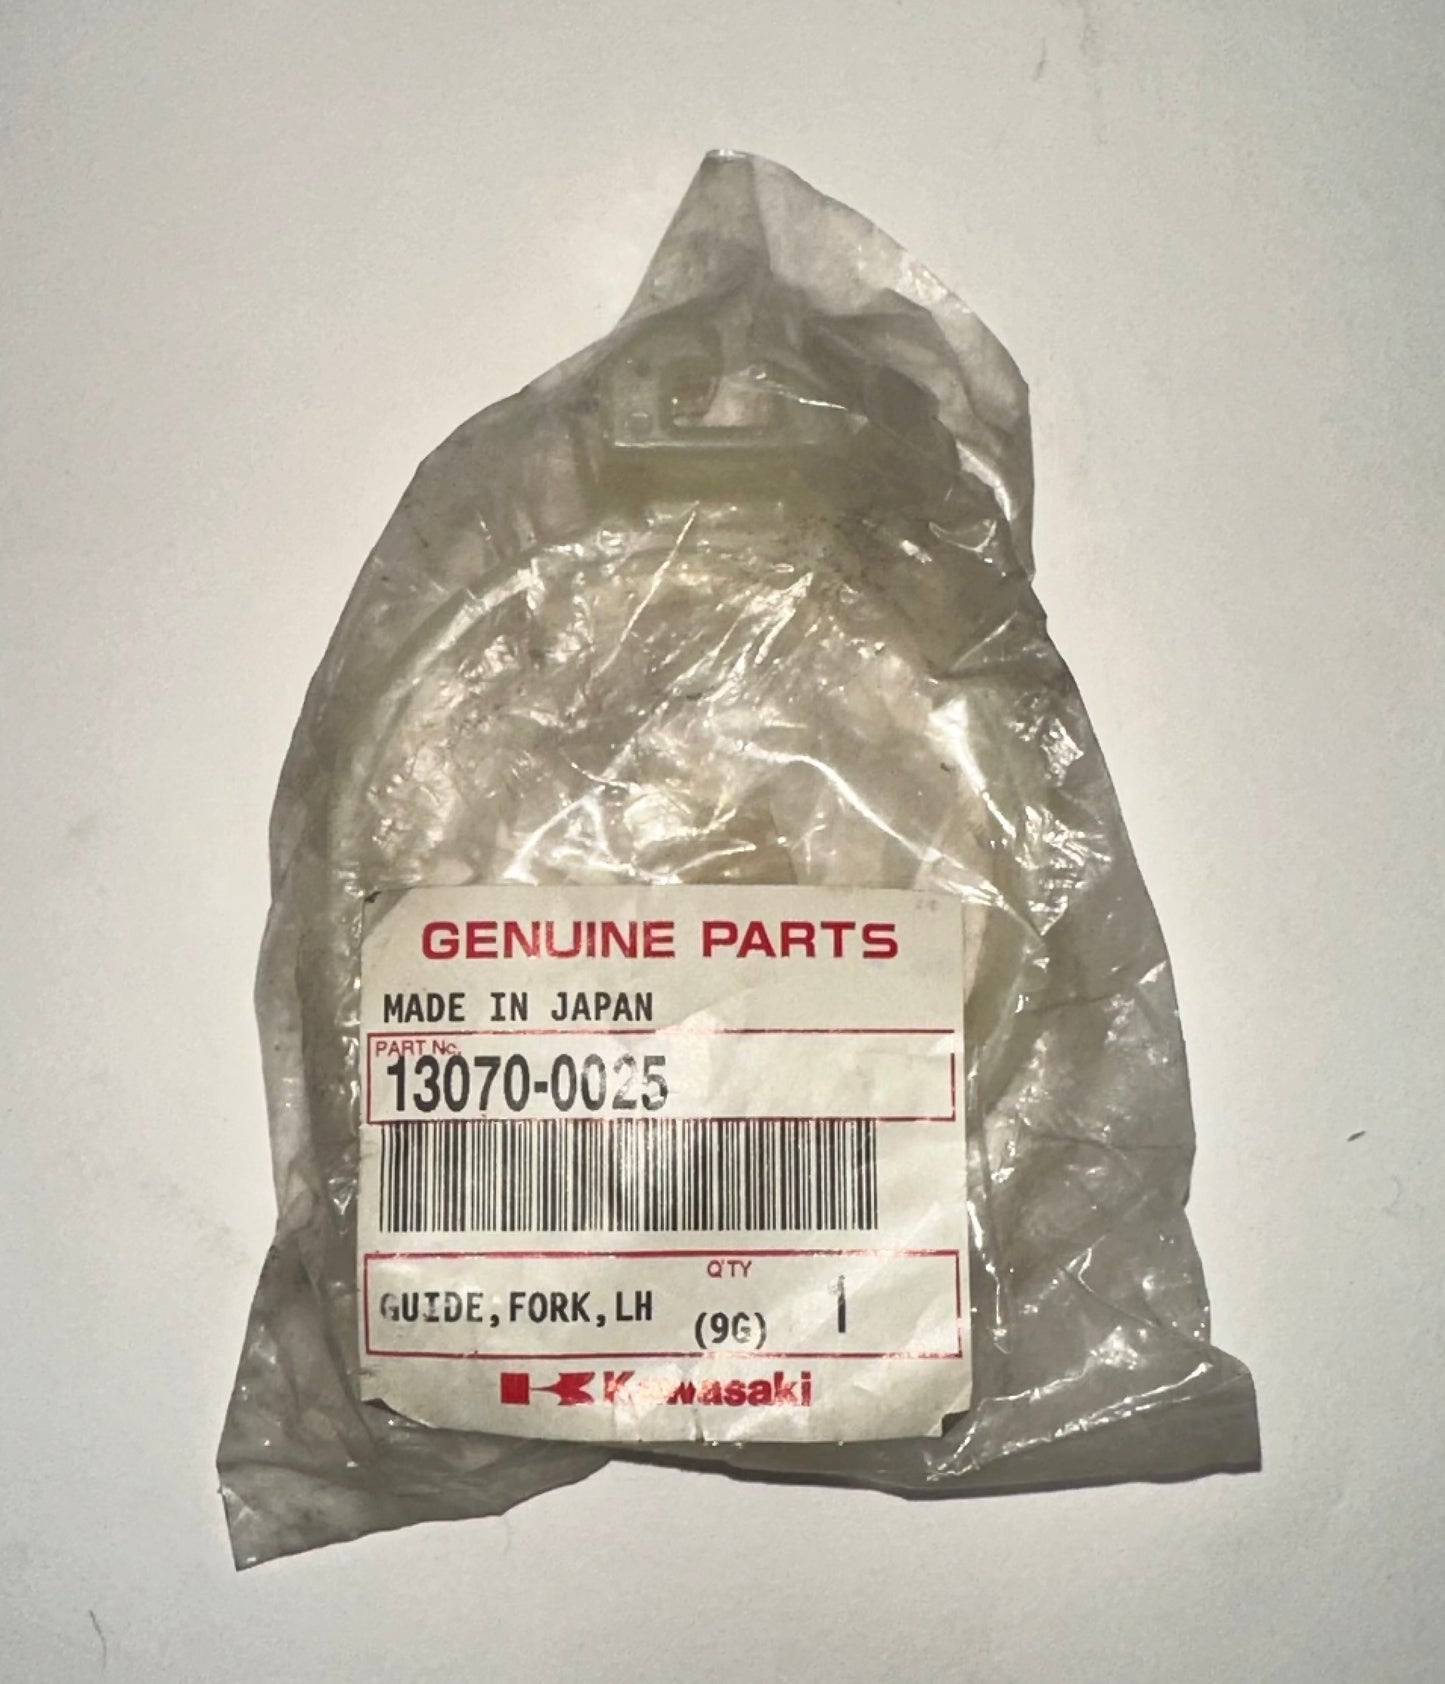 GENUINE PARTS
MADE IN JAPAN
PART No.
13070-0025
Q'TY
GUIDE,FORK,LH (9G) 1
Kawasaki